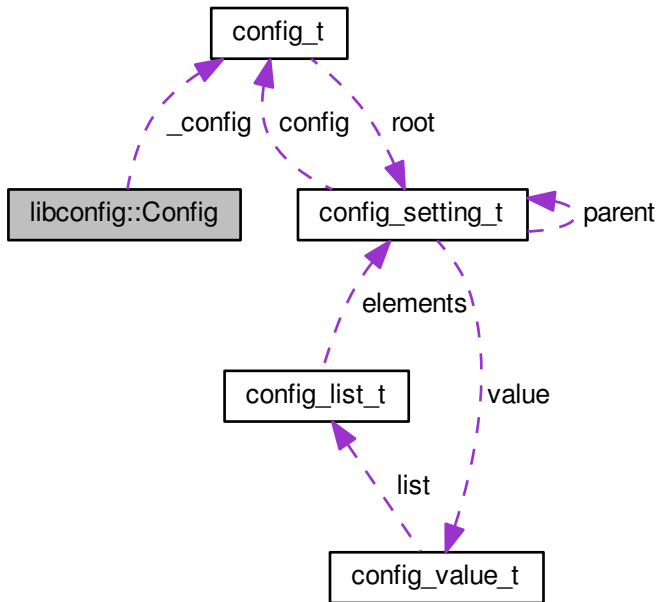 config_t
_config
config
root
libconfig::Config
config_setting_t
parent
elements
config_list_t
value
list
config_value_t